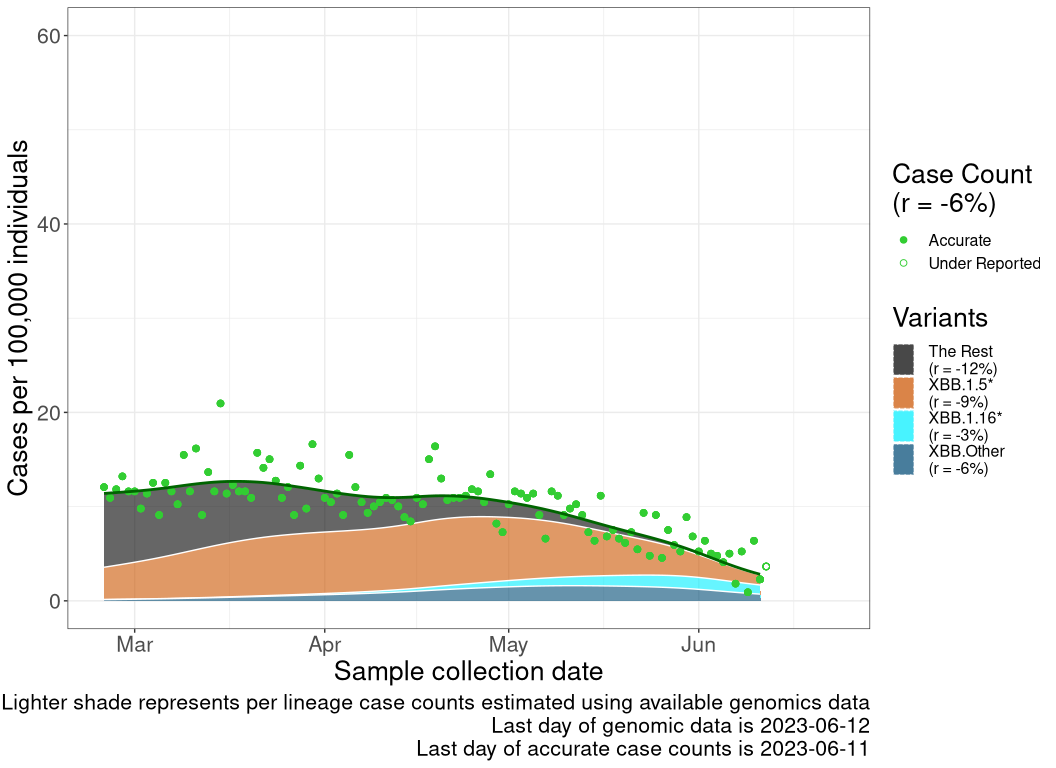 60
40
20
0
Cases per 100,000 individuals
Mar
Apr
May
Jun
Sample collection date
Lighter shade represents per lineage case counts estimated using available genomics data
Last day of genomic data is 2023-06-12
Last day of accurate case counts is 2023-06-11
Case Count
(r = -6%)
Accurate
Under Reported
Variants
The Rest
(r = -12%)
XBB.1.5*
(r = -9%)
XBB.1.16*
(r = -3%)
XBB.Other
(r = -6%)